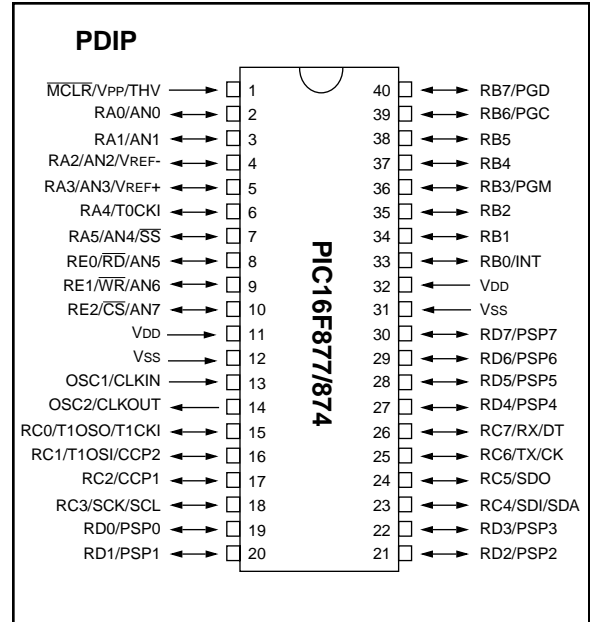 PDIP
MCLR/VPP/THV 1 40 RB7/PGD
RA0/AN0 2 39 RB6/PGC
RA1/AN1 3 38 RB5
RA2/AN2/VREF- 4 37 RB4
RA3/AN3/VREF+ 5 36 RB3/PGM
RA4/T0CKI 6 35 RB2
RA5/AN4/SS 7 34 RB1
RE0/RD/AN5 8 33 RB0/INT
RE1/WR/AN6 9 32 VDD
RE2/CS/AN7 10 31 VSS
VDD 11 30 RD7/PSP7
VSS 12 29 RD6/PSP6
OSC1/CLKIN 13 28 RD5/PSP5
OSC2/CLKOUT 14 27 RD4/PSP4
RC0/T1OSO/T1CKI 15 26 RC7/RX/DT
RC1/T1OSI/CCP2 16 25 RC6/TX/CK
RC2/CCP1 17 24 RC5/SDO
RC3/SCK/SCL 18 23 RC4/SDI/SDA
RD0/PSP0 19 22 RD3/PSP3
RD1/PSP1 20 21 RD2/PSP2
PIC16F877/874